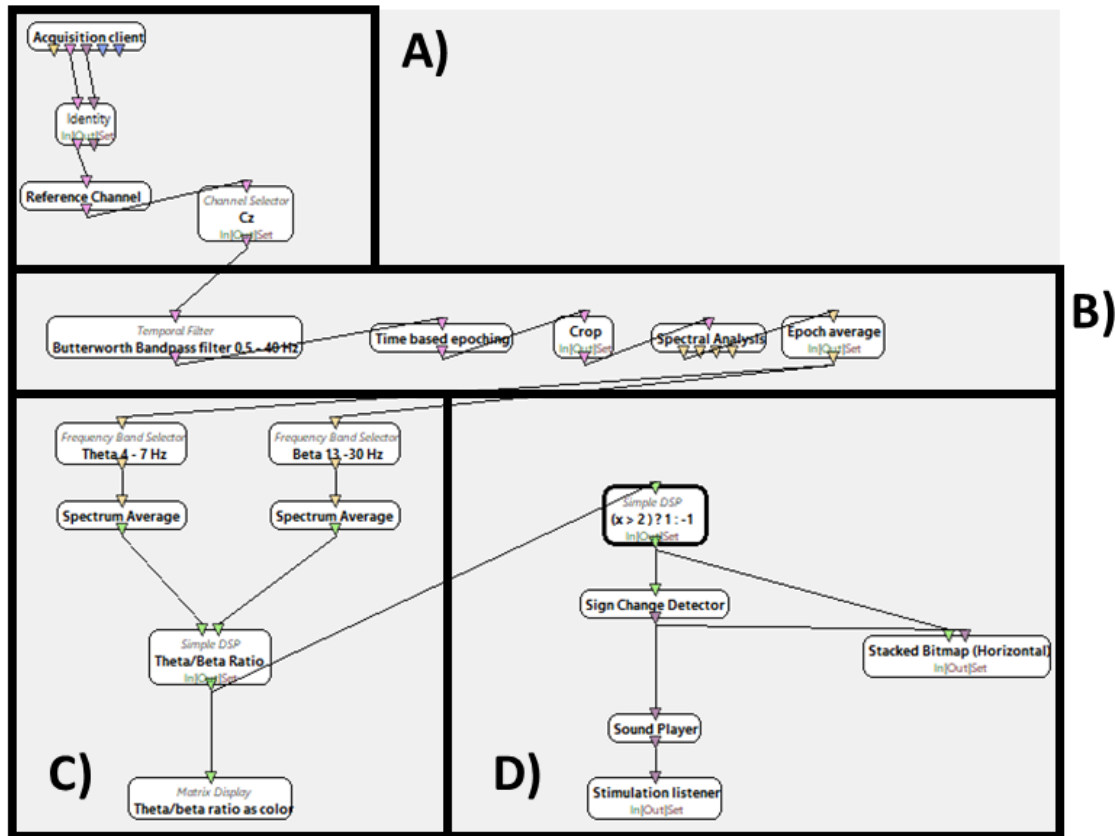 Acquisition client
A)
Identity
In|Out|Set
Reference Channel
Channel Selector
Cz
In|Out|Set
B)
Temporal Filter
Butterworth Bandpass filter 0.5 - 40 Hz
Time based epoching
Crop
In|Out|Set
Spectral Analysis
Epoch average
In|Out|Set
Frequency Band Selector
Theta 4 - 7 Hz
Frequency Band Selector
Beta 13 -30 Hz
Spectrum Average
Spectrum Average
Simple DSP
Theta/Beta Ratio
In|Out|Set
C)
Matrix Display
Theta/beta ratio as color
Simple DSP
(x > 2 ) ? 1 : -1
In|Out|Set
Sign Change Detector
Stacked Bitmap (Horizontal)
In|Out|Set
Sound Player
D)
Stimulation listener
In|Out|Set